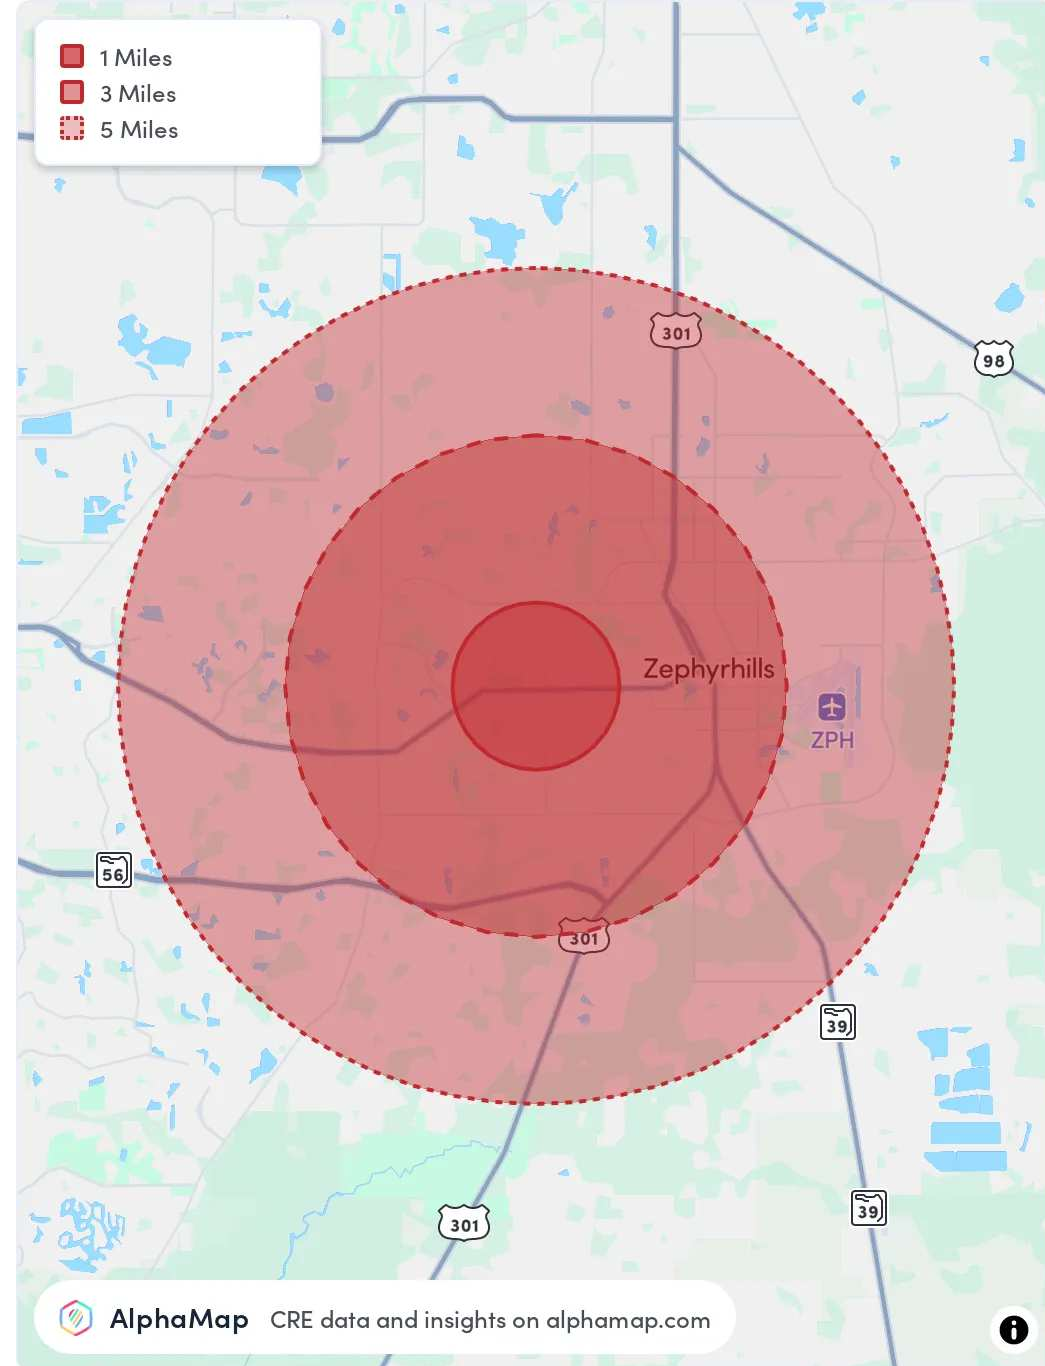 1 Miles
3 Miles
5 Miles
301
98
Zephyrhills
ZPH
56
301
39
39
301
AlphaMap CRE data and insights on alphamap.com